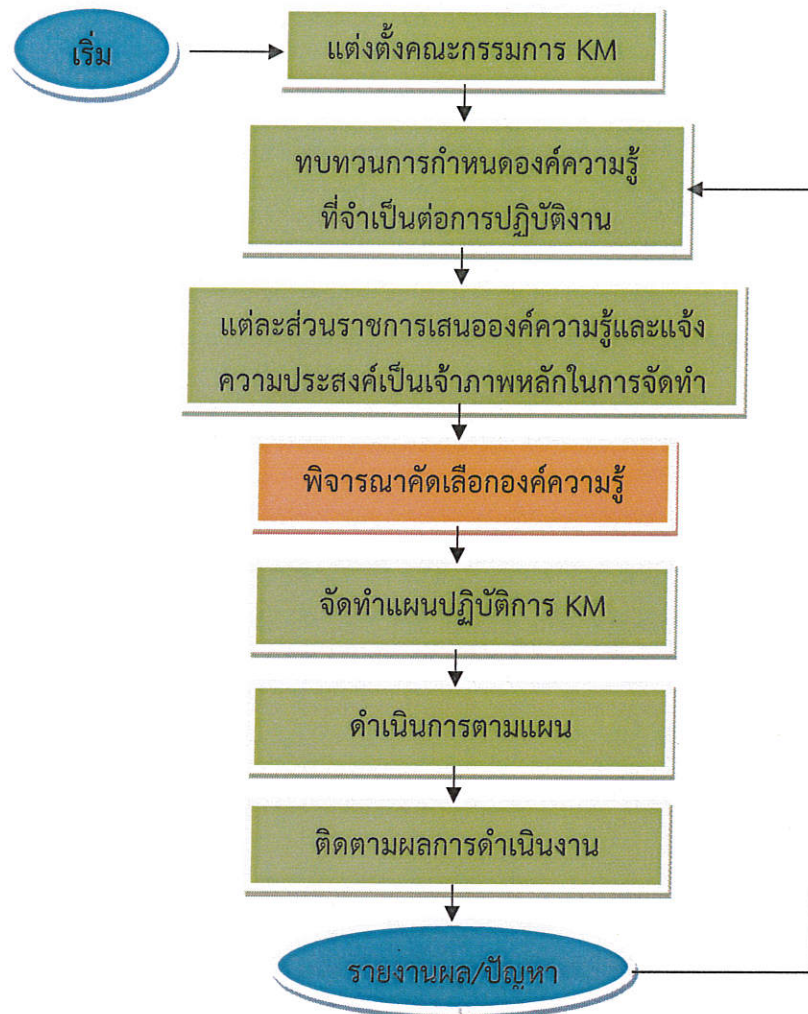 เริ่ม
แต่งตั้งคณะกรรมการ KM
ทบทวนการกำหนดองค์ความรู้
ที่จำเป็นต่อการปฏิบัติงาน
แต่ละส่วนราชการเสนอองค์ความรู้และแจ้ง
ความประสงค์เป็นเจ้าภาพหลักในการจัดทำ
พิจารณาคัดเลือกองค์ความรู้
จัดทำแผนปฏิบัติการ KM
ดำเนินการตามแผน
ติดตามผลการดำเนินงาน
รายงานผล/ปัญหา